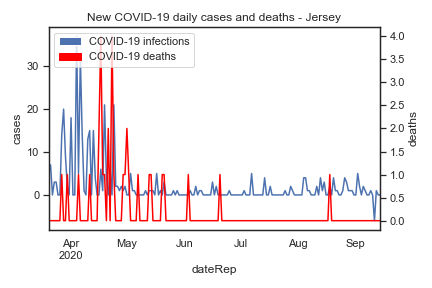 New COVID-19 daily cases and deaths - Jersey
COVID-19 infections
COVID-19 deaths
cases
30
20
10
0
4.0
3.5
3.0
2.5
2.0
1.5
1.0
0.5
0.0
deaths
Apr May Jun Jul Aug Sep
2020
dateRep